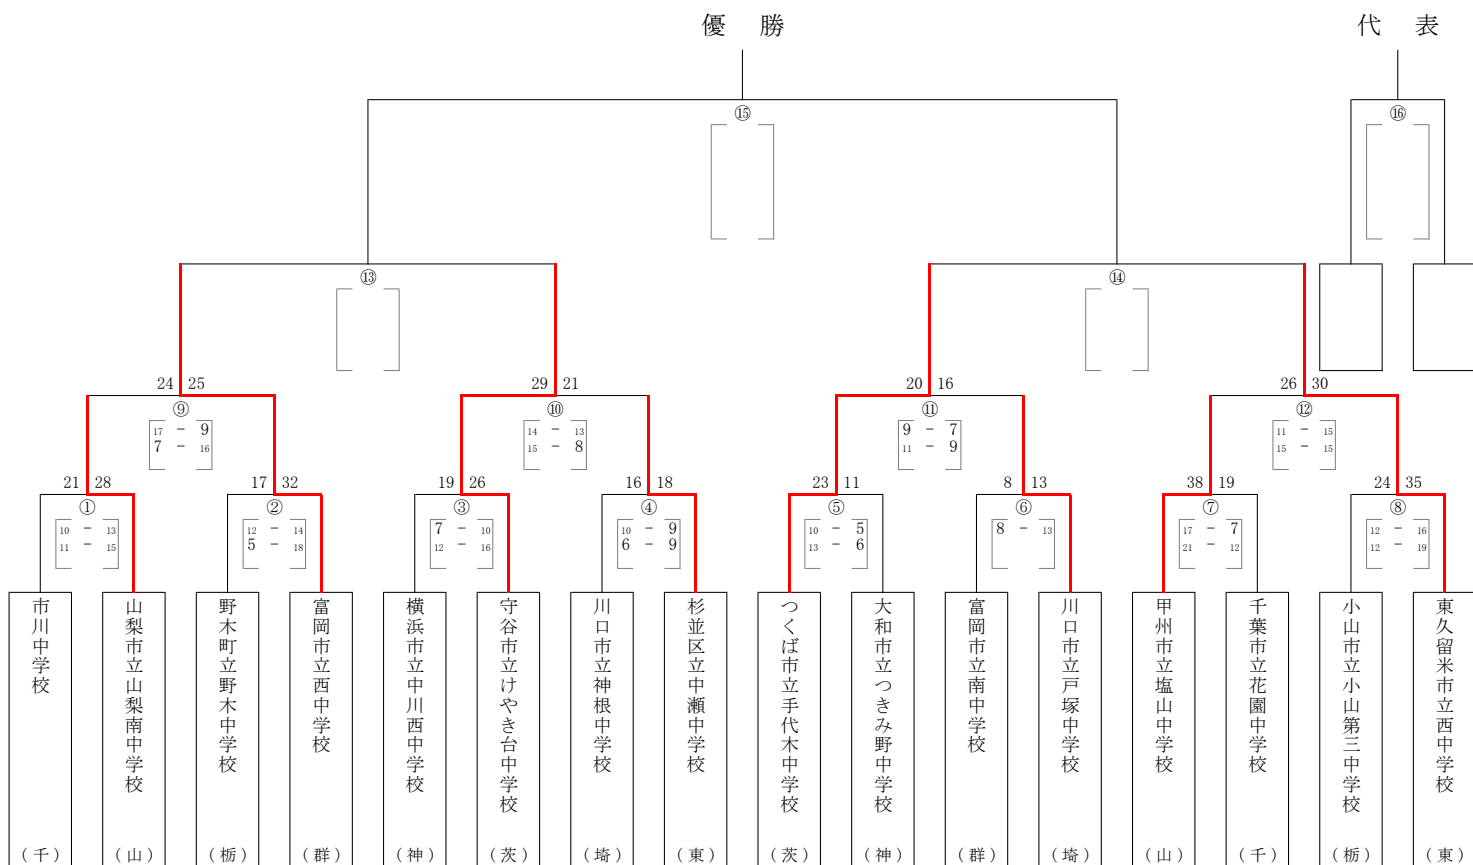 優 勝
代 表
⑮
⑯
⑬
⑭
24 25
29 21
20 16
26 30
⑨
⑩
⑪
⑫
17 - 9
7 - 16
14 - 13
15 - 8
9 - 7
11 - 9
11 - 15
15 - 15
21 28
17 32
19 26
16 18
23 11
8 13
38 19
24 35
①
②
③
④
⑤
⑥
⑦
⑧
10 - 13
11 - 15
12 - 14
5 - 18
7 - 10
12 - 16
10 - 9
6 - 9
10 - 5
13 - 6
8 - 13
17 - 7
21 - 12
12 - 16
12 - 19
市川中学校
(千)
山梨市立山梨南中学校
(山)
野木町立野木中学校
(栃)
富岡市立西中学校
(群)
横浜市立中川西中学校
(神)
守谷市立けやき台中学校
(茨)
川口市立神根中学校
(埼)
杉並区立中瀬中学校
(東)
つくば市立手代木中学校
(茨)
大和市立つきみ野中学校
(神)
富岡市立南中学校
(群)
川口市立戸塚中学校
(埼)
甲州市立塩山中学校
(山)
千葉市立花園中学校
(千)
小山市立小山第三中学校
(栃)
東久留米市立西中学校
(東)